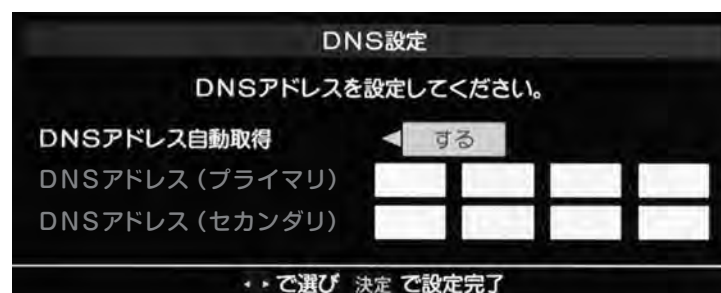 DNS設定
DNSアドレスを設定してください。
DNSアドレス自動取得 ◀ する
DNSアドレス（プライマリ）
DNSアドレス（セカンダリ）
◂ ▸ で選び 決定 で設定完了